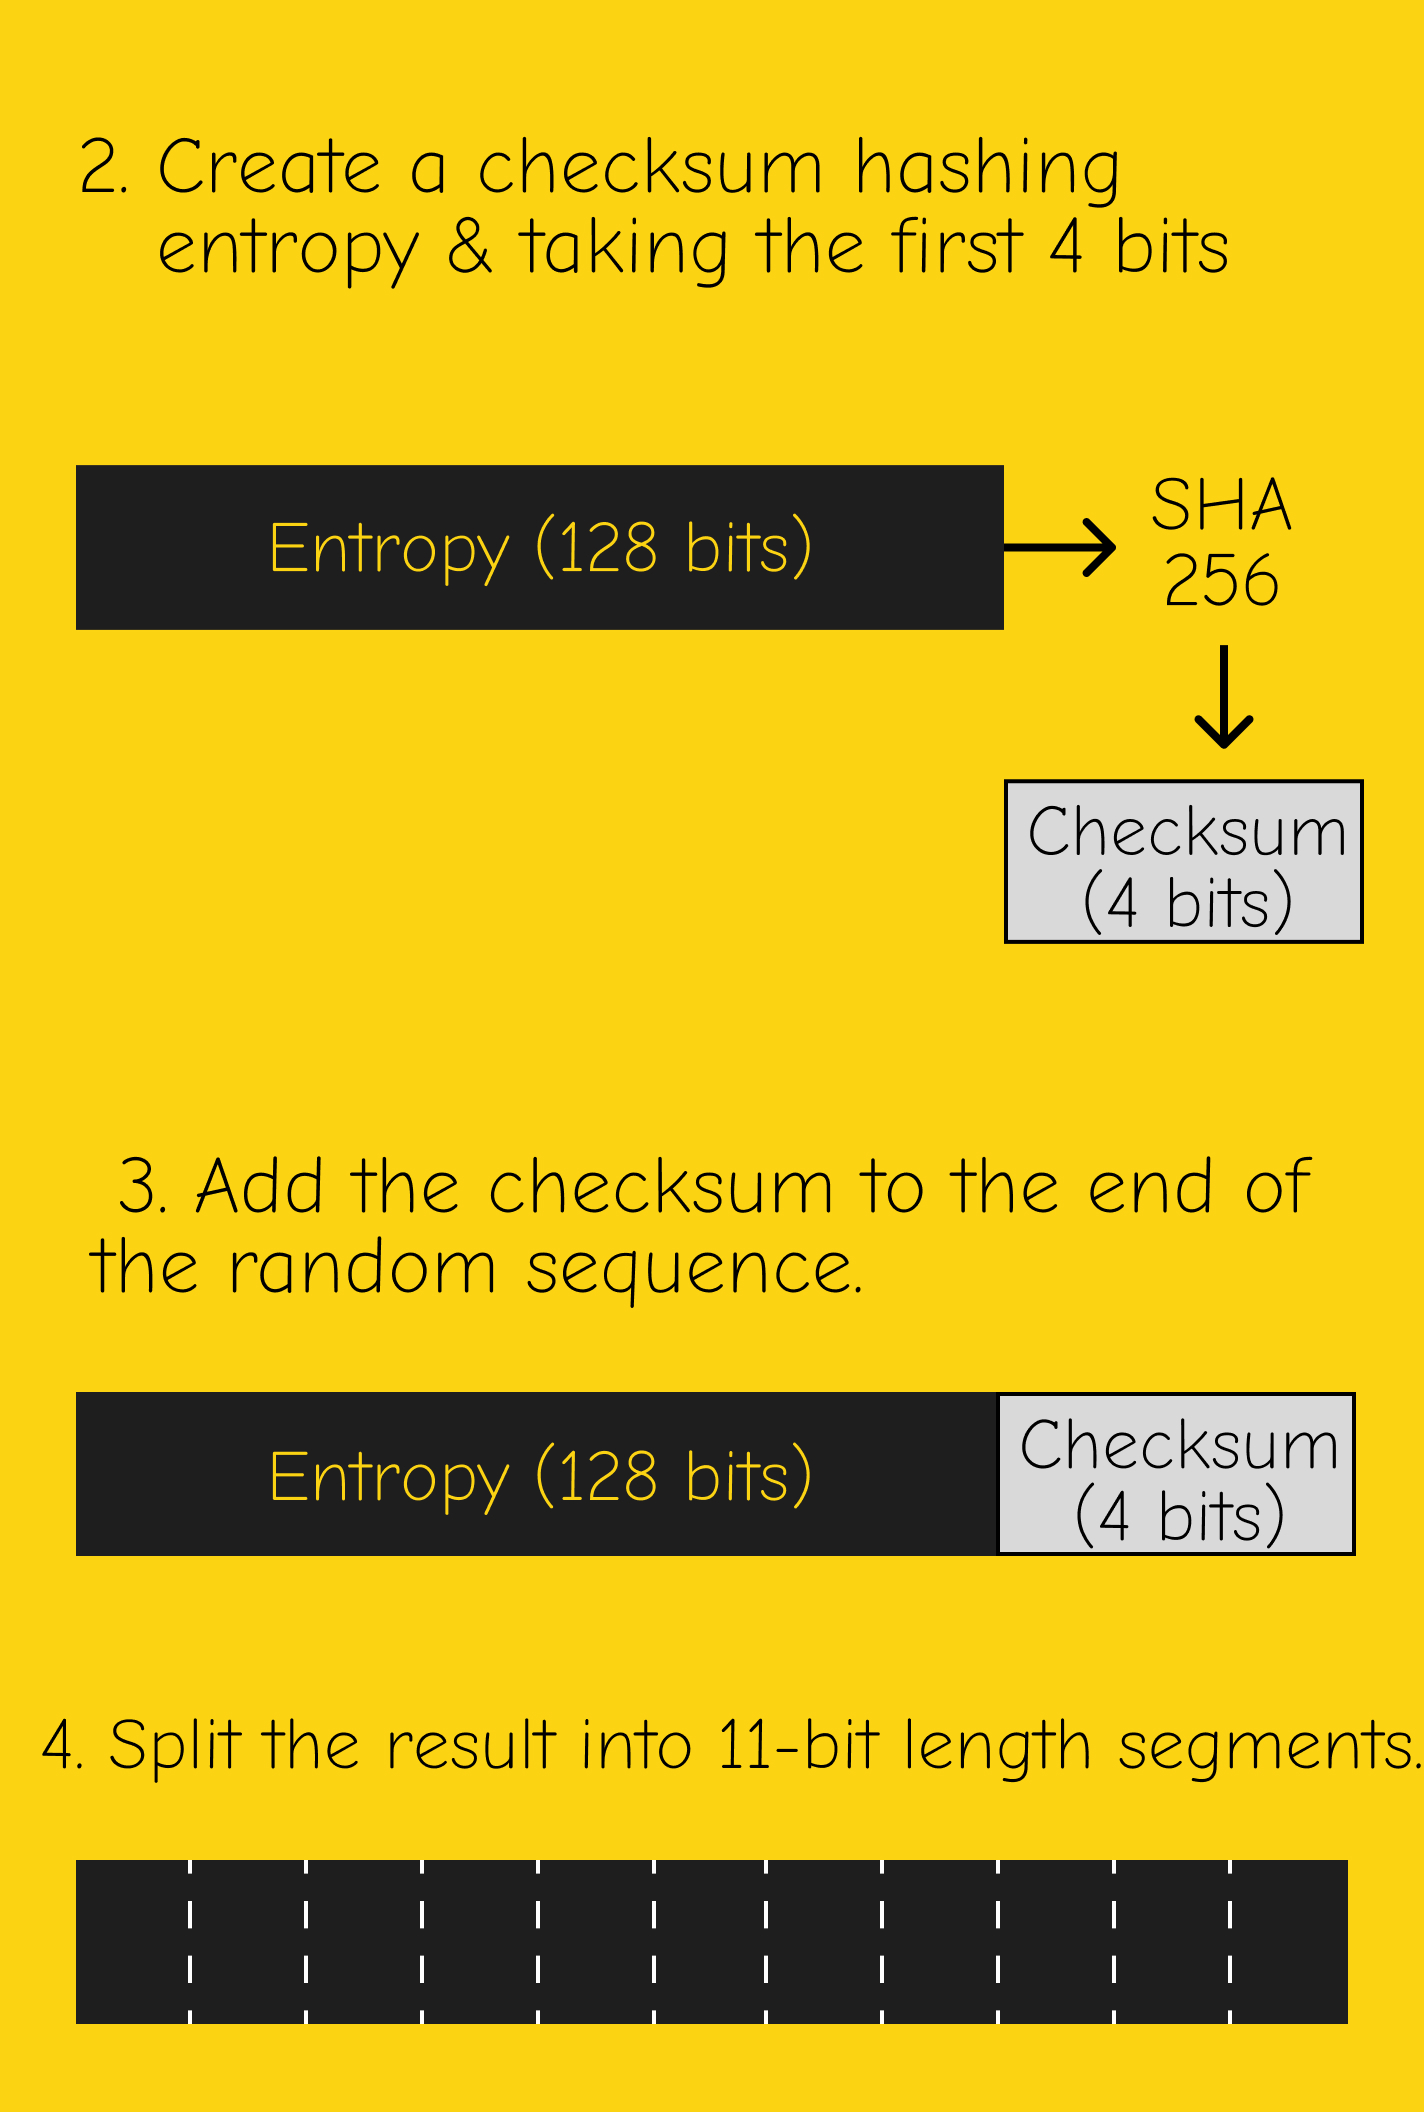 2. Create a checksum hashing
entropy & taking the first 4 bits
Entropy (128 bits)
SHA
256
Checksum
(4 bits)
3. Add the checksum to the end of
the random sequence.
Entropy (128 bits)
Checksum
(4 bits)
4. Split the result into 11-bit length segments.